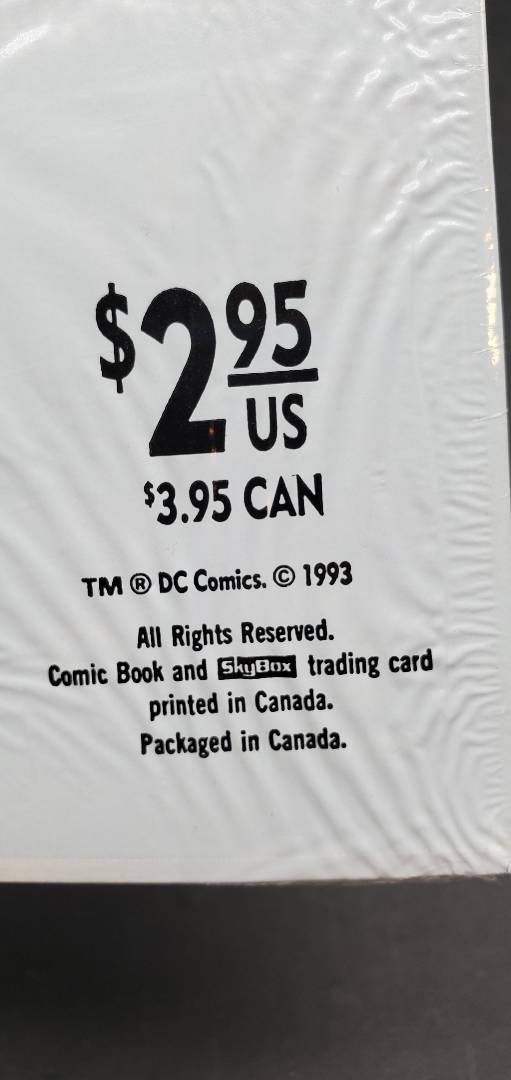 $2 95
US
$3.95 CAN
TM ® DC Comics. © 1993
All Rights Reserved.
Comic Book and SkyBox trading card
printed in Canada.
Packaged in Canada.